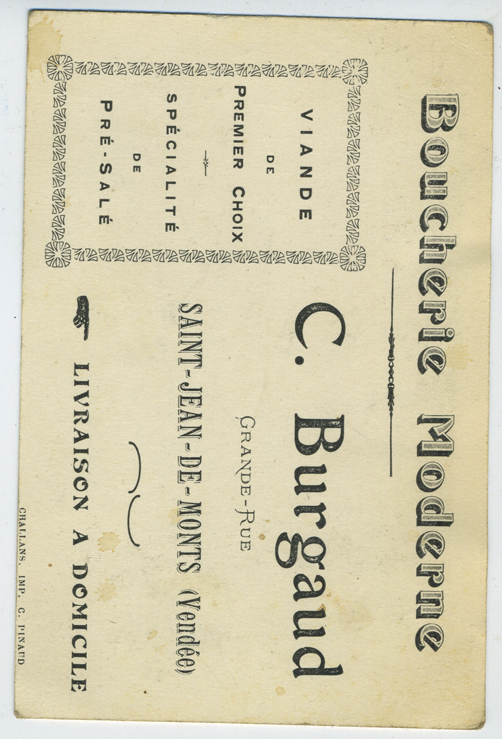 Boucherie Moderne
VIANDE
DE
PREMIER CHOIX
SPÉCIALITÉ
DE
PRÉ-SALÉ
C. Burgaud
GRANDE-RUE
SAINT-JEAN-DE-MONTS (Vendée)
LIVRAISON A DOMICILE
CHALLANS, IMP. C. PINAUD